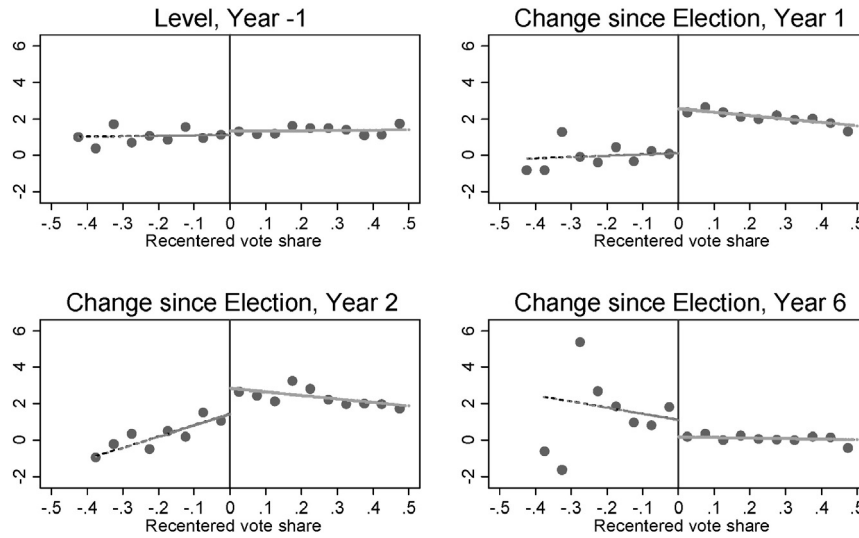 Level, Year -1
6
4
2
0
-2
-.5 -.4 -.3 -.2 -.1 0 .1 .2 .3 .4 .5
Recentered vote share
Change since Election, Year 1
6
4
2
0
-2
-.5 -.4 -.3 -.2 -.1 0 .1 .2 .3 .4 .5
Recentered vote share
Change since Election, Year 2
6
4
2
0
-2
-.5 -.4 -.3 -.2 -.1 0 .1 .2 .3 .4 .5
Recentered vote share
Change since Election, Year 6
6
4
2
0
-2
-.5 -.4 -.3 -.2 -.1 0 .1 .2 .3 .4 .5
Recentered vote share